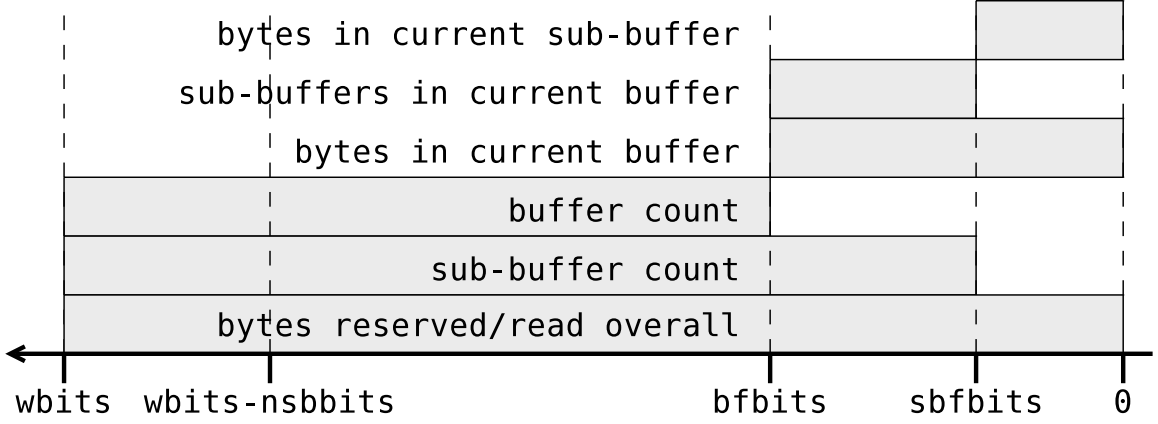 bytes in current sub-buffer
sub-buffers in current buffer
bytes in current buffer
buffer count
sub-buffer count
bytes reserved/read overall
wbits wbits-nsbbits bfbits sbfbits 0